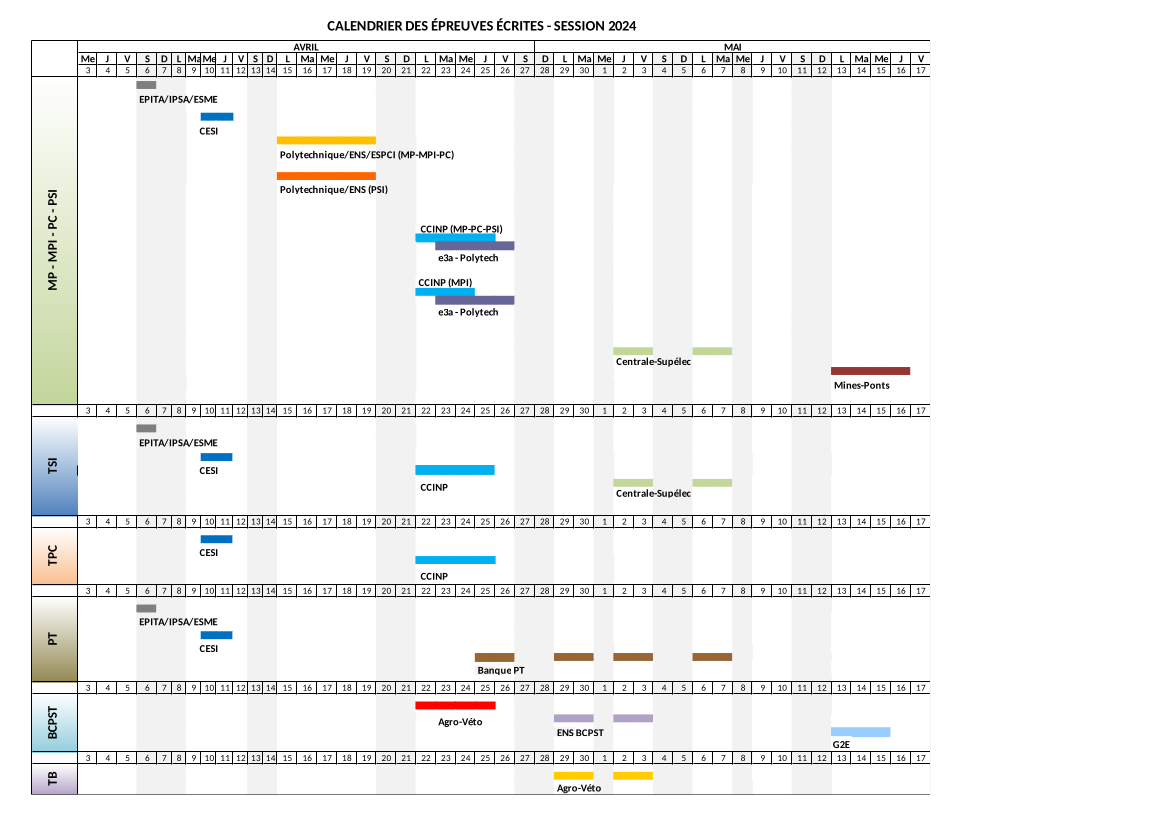 CALENDRIER DES ÉPREUVES ÉCRITES - SESSION 2024
AVRIL MAI
Me J V S D L Ma Me J V S D L Ma Me J V S D L Ma Me J V S D L Ma Me J V S D L Ma Me J V S D L Ma Me J V
3 4 5 6 7 8 9 10 11 12 13 14 15 16 17 18 19 20 21 22 23 24 25 26 27 28 29 30 1 2 3 4 5 6 7 8 9 10 11 12 13 14 15 16 17
MP - MPI - PC - PSI
EPITA/IPSA/ESME
CESI
Polytechnique/ENS/ESPCI (MP-MPI-PC)
Polytechnique/ENS (PSI)
CCINP (MP-PC-PSI)
e3a - Polytech
CCINP (MPI)
e3a - Polytech
Centrale-Supélec
Mines-Ponts
3 4 5 6 7 8 9 10 11 12 13 14 15 16 17 18 19 20 21 22 23 24 25 26 27 28 29 30 1 2 3 4 5 6 7 8 9 10 11 12 13 14 15 16 17
TSI
EPITA/IPSA/ESME
CESI
CCINP
Centrale-Supélec
3 4 5 6 7 8 9 10 11 12 13 14 15 16 17 18 19 20 21 22 23 24 25 26 27 28 29 30 1 2 3 4 5 6 7 8 9 10 11 12 13 14 15 16 17
TPC
CESI
CCINP
3 4 5 6 7 8 9 10 11 12 13 14 15 16 17 18 19 20 21 22 23 24 25 26 27 28 29 30 1 2 3 4 5 6 7 8 9 10 11 12 13 14 15 16 17
PT
EPITA/IPSA/ESME
CESI
Banque PT
3 4 5 6 7 8 9 10 11 12 13 14 15 16 17 18 19 20 21 22 23 24 25 26 27 28 29 30 1 2 3 4 5 6 7 8 9 10 11 12 13 14 15 16 17
BCPST
Agro-Véto
ENS BCPST
G2E
3 4 5 6 7 8 9 10 11 12 13 14 15 16 17 18 19 20 21 22 23 24 25 26 27 28 29 30 1 2 3 4 5 6 7 8 9 10 11 12 13 14 15 16 17
TB
Agro-Véto